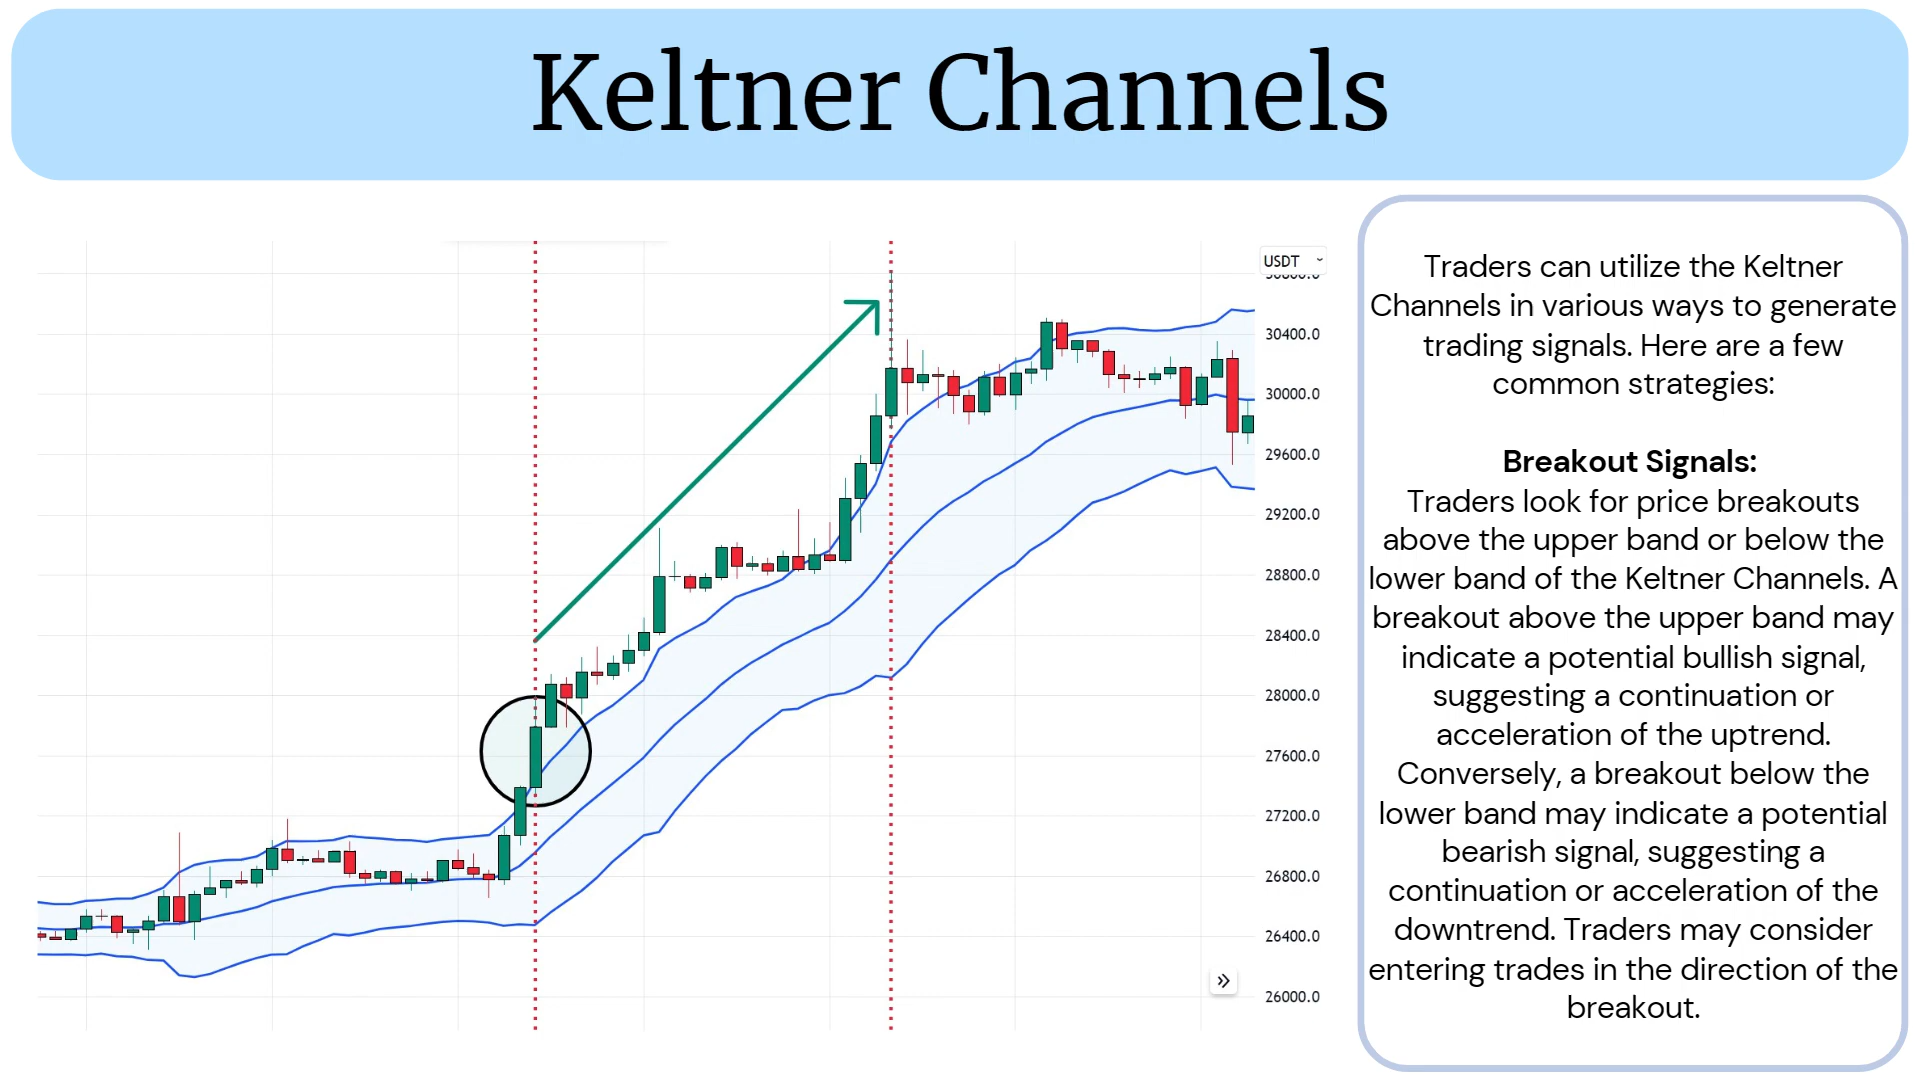 Keltner Channels
USDT
30800.0
30400.0
30000.0
29600.0
29200.0
28800.0
28400.0
28000.0
27600.0
27200.0
26800.0
26400.0
26000.0
Traders can utilize the Keltner
Channels in various ways to generate
trading signals. Here are a few
common strategies:
Breakout Signals:
Traders look for price breakouts
above the upper band or below the
lower band of the Keltner Channels. A
breakout above the upper band may
indicate a potential bullish signal,
suggesting a continuation or
acceleration of the uptrend.
Conversely, a breakout below the
lower band may indicate a potential
bearish signal, suggesting a
continuation or acceleration of the
downtrend. Traders may consider
entering trades in the direction of the
breakout.